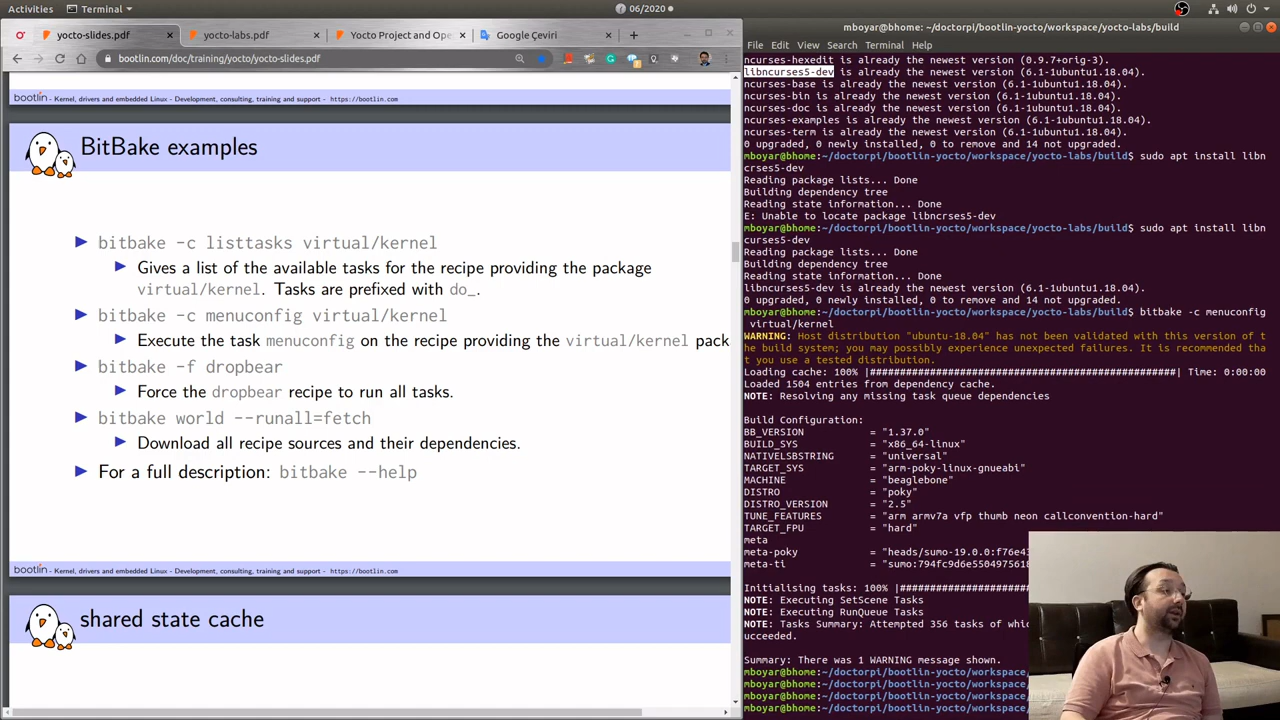 Activities
Terminal
06/2020
yocto-slides.pdf
yocto-labs.pdf
Yocto Project and Ope
Google Çeviri
bootlin.com/doc/training/yocto/yocto-slides.pdf
bootlin - Kernel, drivers and embedded Linux - Development, consulting, training and support - https://bootlin.com
BitBake examples
bitbake -c listtasks virtual/kernel
Gives a list of the available tasks for the recipe providing the package
virtual/kernel. Tasks are prefixed with do_.
bitbake -c menuconfig virtual/kernel
Execute the task menuconfig on the recipe providing the virtual/kernel pack
bitbake -f dropbear
Force the dropbear recipe to run all tasks.
bitbake world --runall=fetch
Download all recipe sources and their dependencies.
For a full description: bitbake --help
bootlin - Kernel, drivers and embedded Linux - Development, consulting, training and support - https://bootlin.com
shared state cache
mboyar@bhome: ~/doctorpi/bootlin-yocto/workspace/yocto-labs/build
File Edit View Search Terminal Help
ncurses-hexedit is already the newest version (0.9.7+orig-3).
libncurses5-dev is already the newest version (6.1-1ubuntu1.18.04).
ncurses-base is already the newest version (6.1-1ubuntu1.18.04).
ncurses-bin is already the newest version (6.1-1ubuntu1.18.04).
ncurses-doc is already the newest version (6.1-1ubuntu1.18.04).
ncurses-examples is already the newest version (6.1-1ubuntu1.18.04).
ncurses-term is already the newest version (6.1-1ubuntu1.18.04).
0 upgraded, 0 newly installed, 0 to remove and 14 not upgraded.
mboyar@bhome:~/doctorpi/bootlin-yocto/workspace/yocto-labs/build$ sudo apt install libn
crses5-dev
Reading package lists... Done
Building dependency tree
Reading state information... Done
E: Unable to locate package libncrses5-dev
mboyar@bhome:~/doctorpi/bootlin-yocto/workspace/yocto-labs/build$ sudo apt install libn
curses5-dev
Reading package lists... Done
Building dependency tree
Reading state information... Done
libncurses5-dev is already the newest version (6.1-1ubuntu1.18.04).
0 upgraded, 0 newly installed, 0 to remove and 14 not upgraded.
mboyar@bhome:~/doctorpi/bootlin-yocto/workspace/yocto-labs/build$ bitbake -c menuconfig
virtual/kernel
WARNING: Host distribution "ubuntu-18.04" has not been validated with this version of t
he build system; you may possibly experience unexpected failures. It is recommended tha
t you use a tested distribution.
Loading cache: 100% |###################################################| Time: 0:00:00
Loaded 1504 entries from dependency cache.
NOTE: Resolving any missing task queue dependencies
Build Configuration:
BB_VERSION = "1.37.0"
BUILD_SYS = "x86_64-linux"
NATIVELSBSTRING = "universal"
TARGET_SYS = "arm-poky-linux-gnueabi"
MACHINE = "beaglebone"
DISTRO = "poky"
DISTRO_VERSION = "2.5"
TUNE_FEATURES = "arm armv7a vfp thumb neon callconvention-hard"
TARGET_FPU = "hard"
meta
meta-poky = "heads/sumo-19.0.0:f76e43
meta-ti = "sumo:794fc9d6e5504975618
Initialising tasks: 100% |###########################
NOTE: Executing SetScene Tasks
NOTE: Executing RunQueue Tasks
NOTE: Tasks Summary: Attempted 356 tasks of whic
ucceeded.
Summary: There was 1 WARNING message shown.
mboyar@bhome:~/doctorpi/bootlin-yocto/workspace/
mboyar@bhome:~/doctorpi/bootlin-yocto/workspace/
mboyar@bhome:~/doctorpi/bootlin-yocto/workspace/
mboyar@bhome:~/doctorpi/bootlin-yocto/workspace/